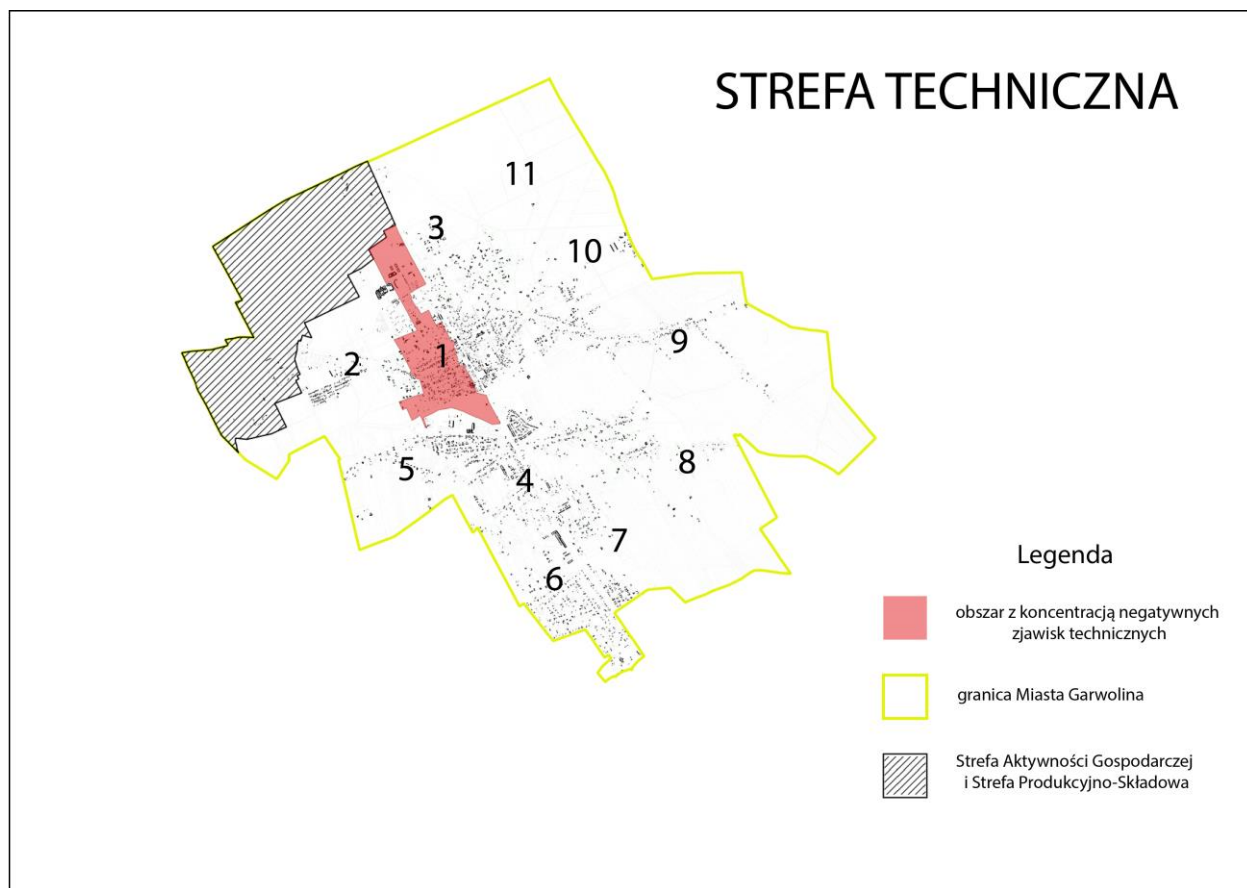 STREFA TECHNICZNA
11
3
10
9
1
2
8
5
4
7
6
Legenda
obszar z koncentracją negatywnych
zjawisk technicznych
granica Miasta Garwolina
Strefa Aktywności Gospodarczej
i Strefa Produkcyjno-Składowa